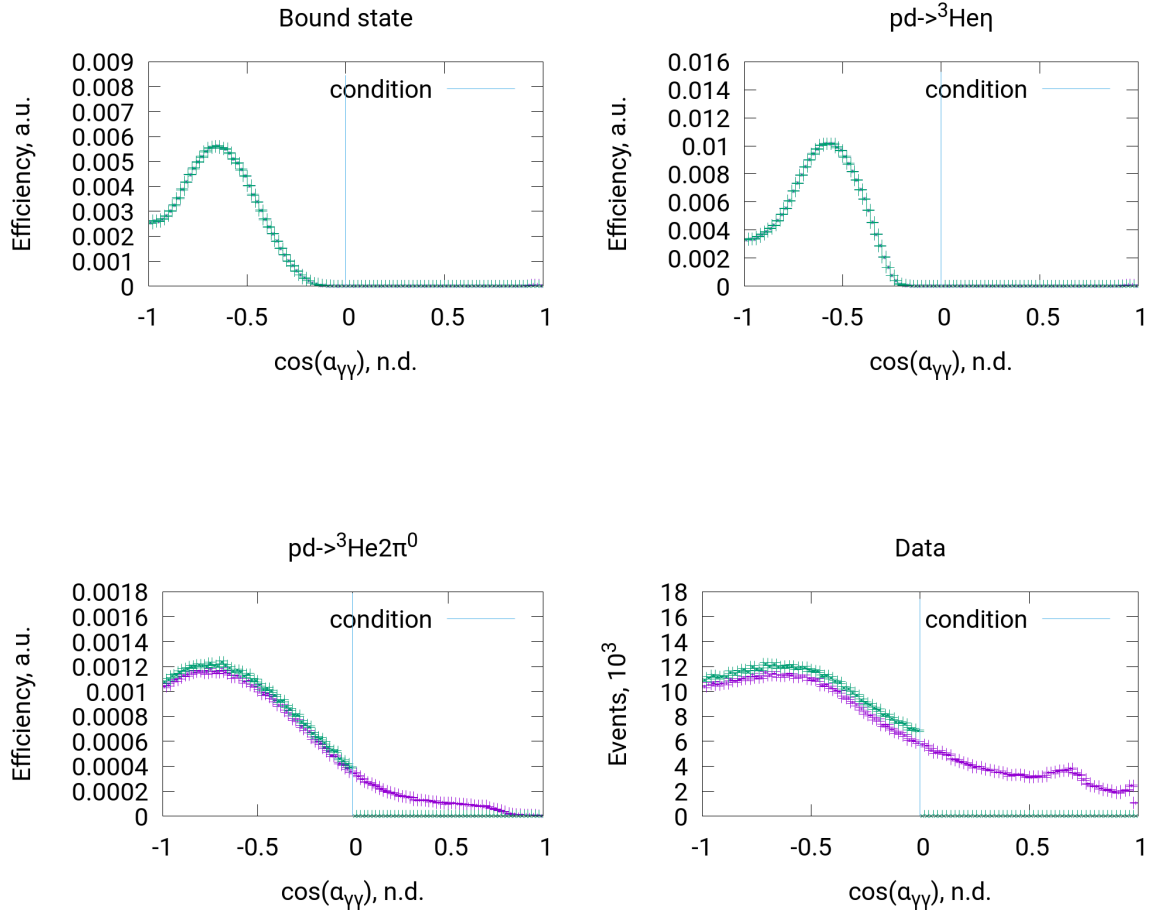 Bound state
0.009
0.008
0.007
0.006
0.005
0.004
0.003
0.002
0.001
0
Efficiency, a.u.
condition
-1 -0.5 0 0.5 1
cos(αγγ), n.d.
pd->³Heη
0.016
0.014
0.012
0.01
0.008
0.006
0.004
0.002
0
Efficiency, a.u.
condition
-1 -0.5 0 0.5 1
cos(αγγ), n.d.
pd->³He2π⁰
0.0018
0.0016
0.0014
0.0012
0.001
0.0008
0.0006
0.0004
0.0002
0
Efficiency, a.u.
condition
-1 -0.5 0 0.5 1
cos(αγγ), n.d.
Data
18
16
14
12
10
8
6
4
2
0
Events, 10³
condition
-1 -0.5 0 0.5 1
cos(αγγ), n.d.